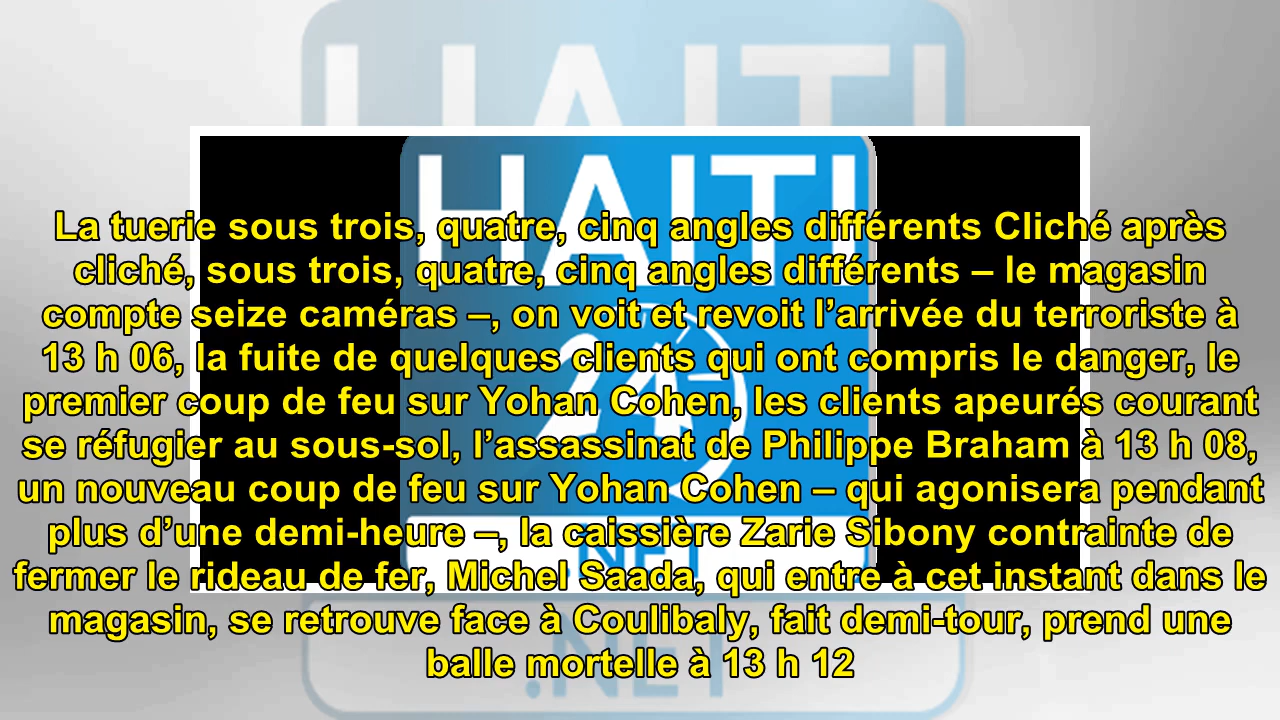 HAITI
HAITI
La tuerie sous trois, quatre, cinq angles différents Cliché après
cliché, sous trois, quatre, cinq angles différents – le magasin
compte seize caméras –, on voit et revoit l’arrivée du terroriste à
13 h 06, la fuite de quelques clients qui ont compris le danger, le
premier coup de feu sur Yohan Cohen, les clients apeurés courant
se réfugier au sous-sol, l’assassinat de Philippe Braham à 13 h 08,
un nouveau coup de feu sur Yohan Cohen – qui agonisera pendant
plus d’une demi-heure –, la caissière Zarie Sibony contrainte de
fermer le rideau de fer, Michel Saada, qui entre à cet instant dans le
magasin, se retrouve face à Coulibaly, fait demi-tour, prend une
balle mortelle à 13 h 12
24
.NET
.NET